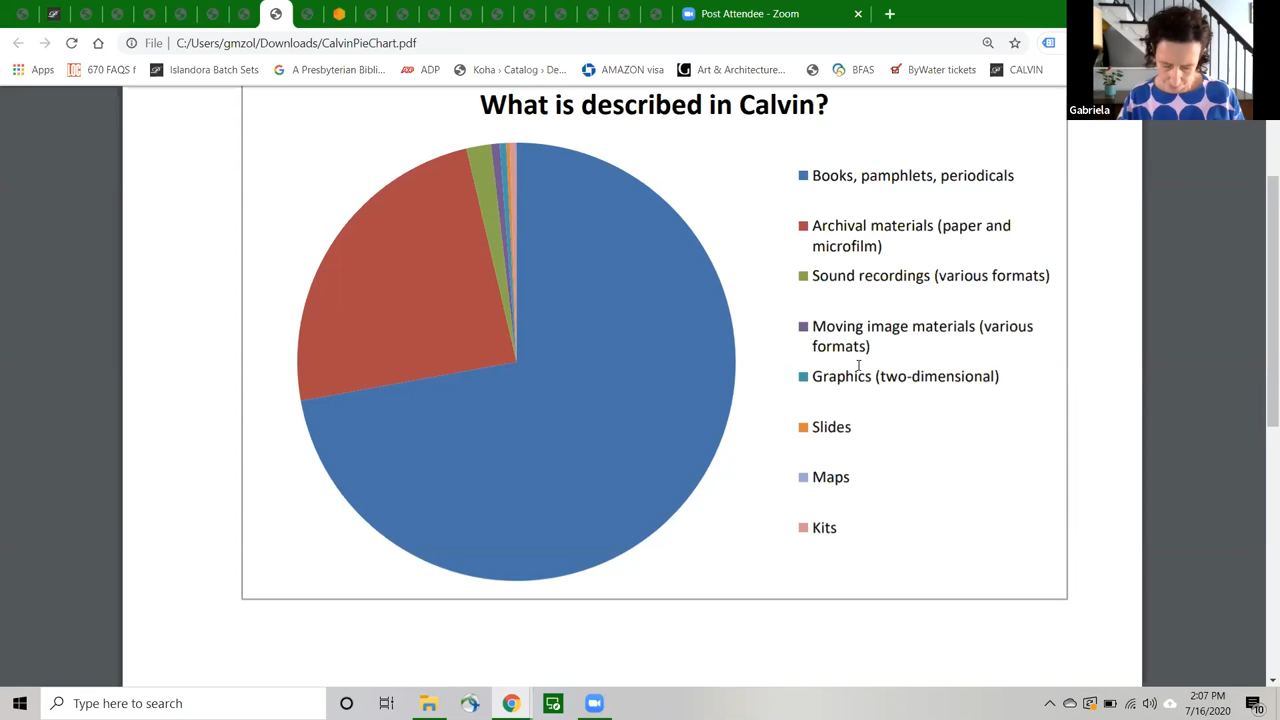 Post Attendee - Zoom
File
C:/Users/gmzol/Downloads/CalvinPieChart.pdf
Apps
670 FAQS f
Islandora Batch Sets
A Presbyterian Bibli...
ADP
Koha › Catalog › De...
AMAZON visa
Art & Architecture...
BFAS
ByWater tickets
CALVIN
Gabriela
What is described in Calvin?
Books, pamphlets, periodicals
Archival materials (paper and
microfilm)
Sound recordings (various formats)
Moving image materials (various
formats)
Graphics (two-dimensional)
Slides
Maps
Kits
Type here to search
2:07 PM
7/16/2020
10